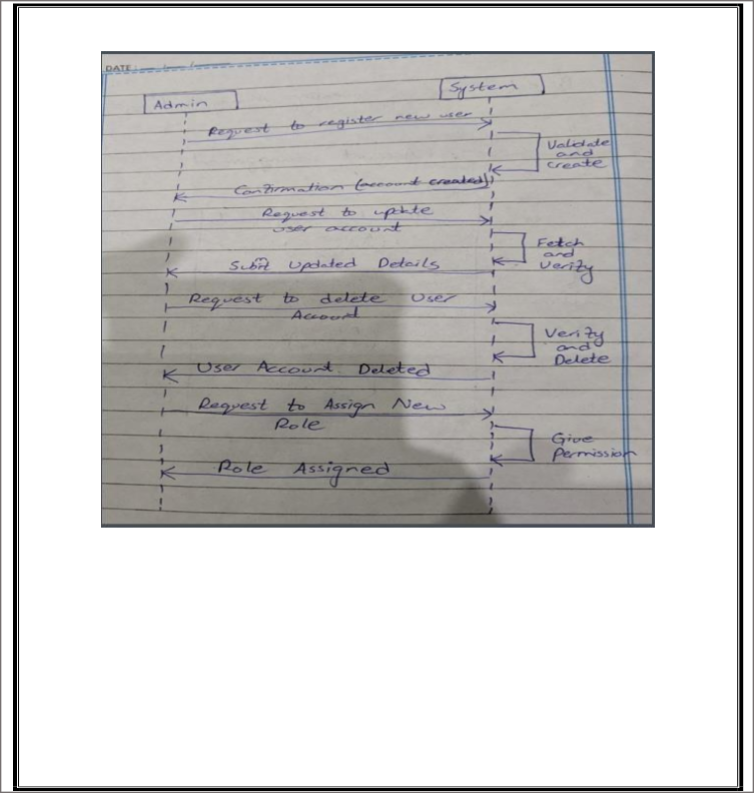 DATE:
System
Admin
Request to register new user
Validate
and
create
Confirmation (account created)
Request to update
user account
Fetch
and
Verify
Updated Details
Request to delete User
Account
Verify
and
Delete
User Account Deleted
Request to Assign New
Role
Give
Permission
Role Assigned